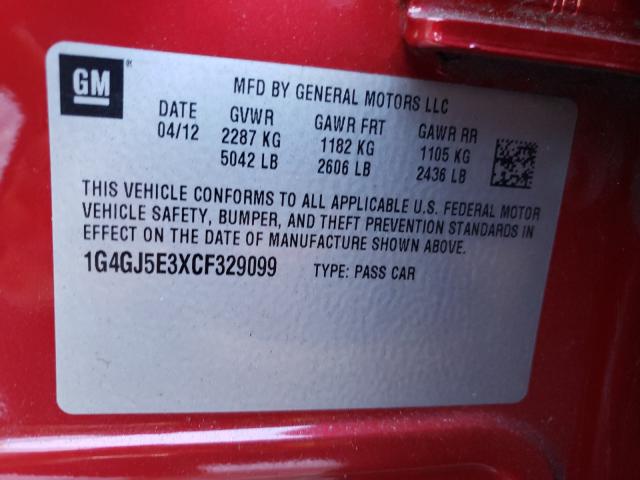 GM
MFD BY GENERAL MOTORS LLC
DATE GVWR GAWR FRT GAWR RR
04/12 2287 KG 1182 KG 1105 KG
5042 LB 2606 LB 2436 LB
THIS VEHICLE CONFORMS TO ALL APPLICABLE U.S. FEDERAL MOTOR
VEHICLE SAFETY, BUMPER, AND THEFT PREVENTION STANDARDS IN
EFFECT ON THE DATE OF MANUFACTURE SHOWN ABOVE.
1G4GJ5E3XCF329099 TYPE: PASS CAR